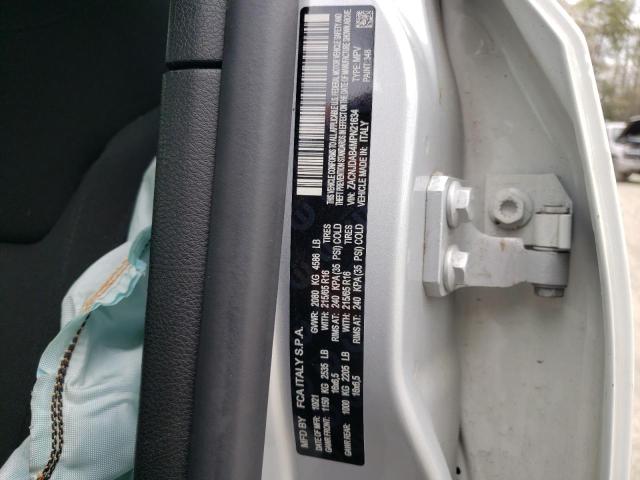 MFD BY FCA ITALY S.P.A.
DATE OF MFR: 10/21 GVWR: 2080 KG 4586 LB
GAWR FRONT: 1150 KG 2535 LB WITH: 215/65 R16 TIRES
16x6,5 RIMS AT: 240 KPA (35 PSI) COLD
GAWR REAR: 1000 KG 2205 LB WITH: 215/65 R16 TIRES
16x6,5 RIMS AT: 240 KPA (35 PSI) COLD
THIS VEHICLE CONFORMS TO ALL APPLICABLE U.S. FEDERAL MOTOR VEHICLE SAFETY AND
THEFT PREVENTION STANDARDS IN EFFECT ON THE DATE OF MANUFACTURE SHOWN ABOVE.
VIN: ZACNJDAB4MPN21634 TYPE: MPV
VEHICLE MADE IN: ITALY PAINT: 348